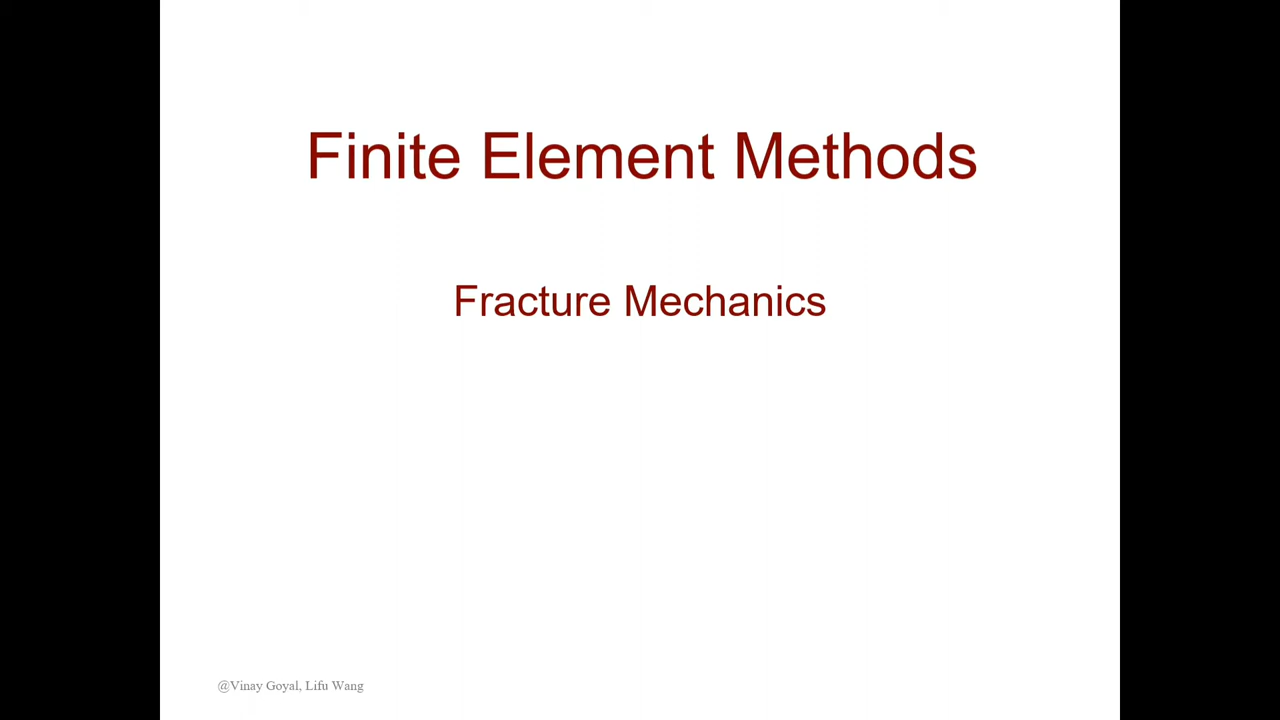 Finite Element Methods
Fracture Mechanics
@Vinay Goyal, Lifu Wang